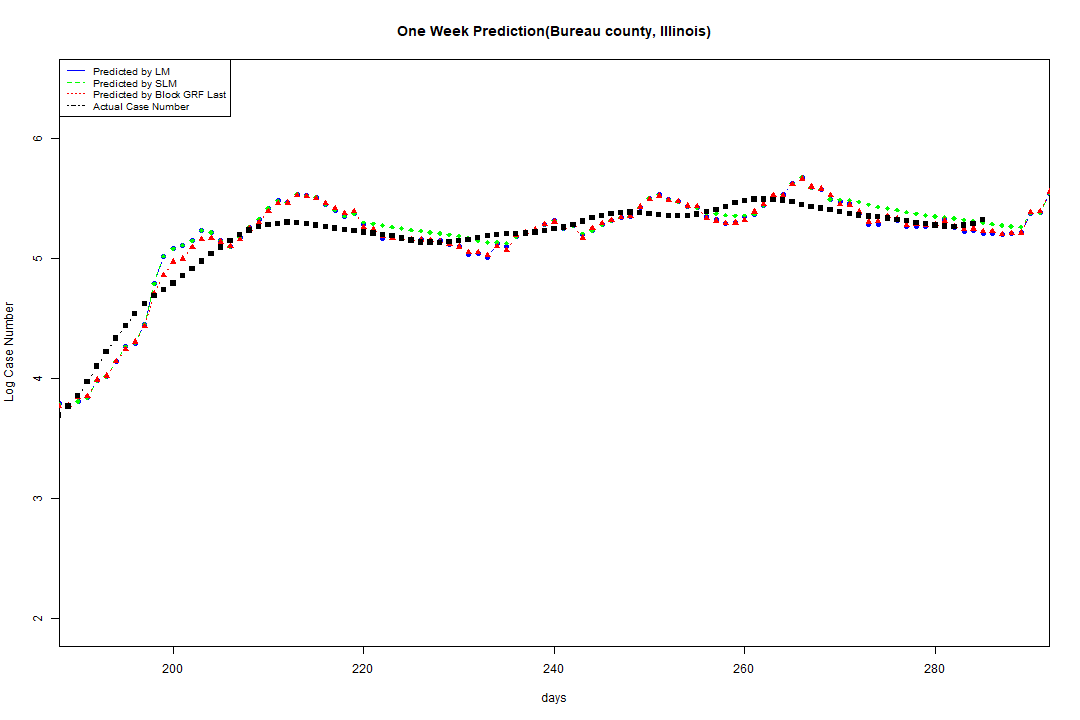 One Week Prediction(Bureau county, Illinois)
Predicted by LM
Predicted by SLM
Predicted by Block GRF Last
Actual Case Number
6
5
4
3
2
Log Case Number
200 220 240 260 280
days